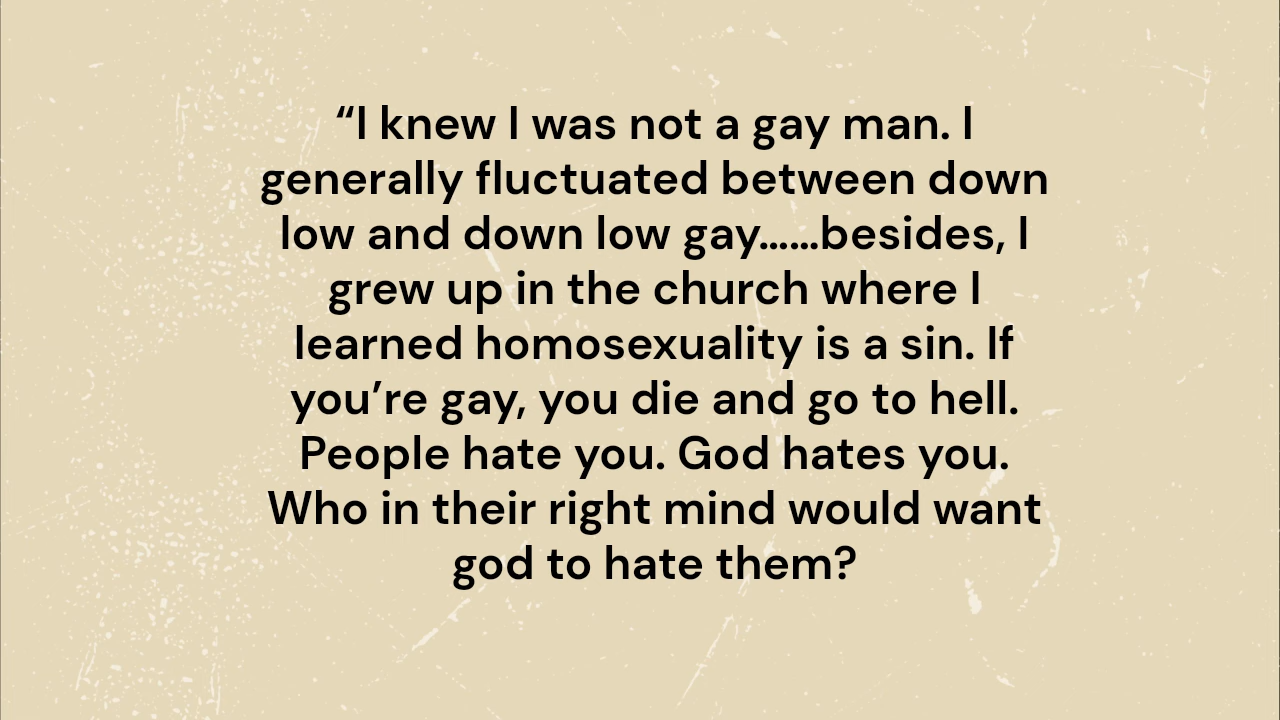 “I knew I was not a gay man. I
generally fluctuated between down
low and down low gay……besides, I
grew up in the church where I
learned homosexuality is a sin. If
you’re gay, you die and go to hell.
People hate you. God hates you.
Who in their right mind would want
god to hate them?